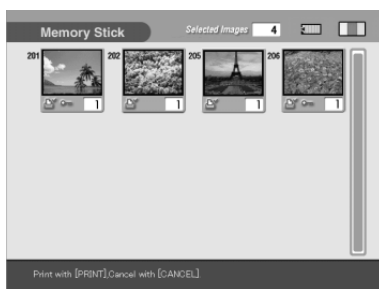 Memory Stick Selected Images 4
201 202 205 206
1 1 1 1
Print with [PRINT],Cancel with [CANCEL].